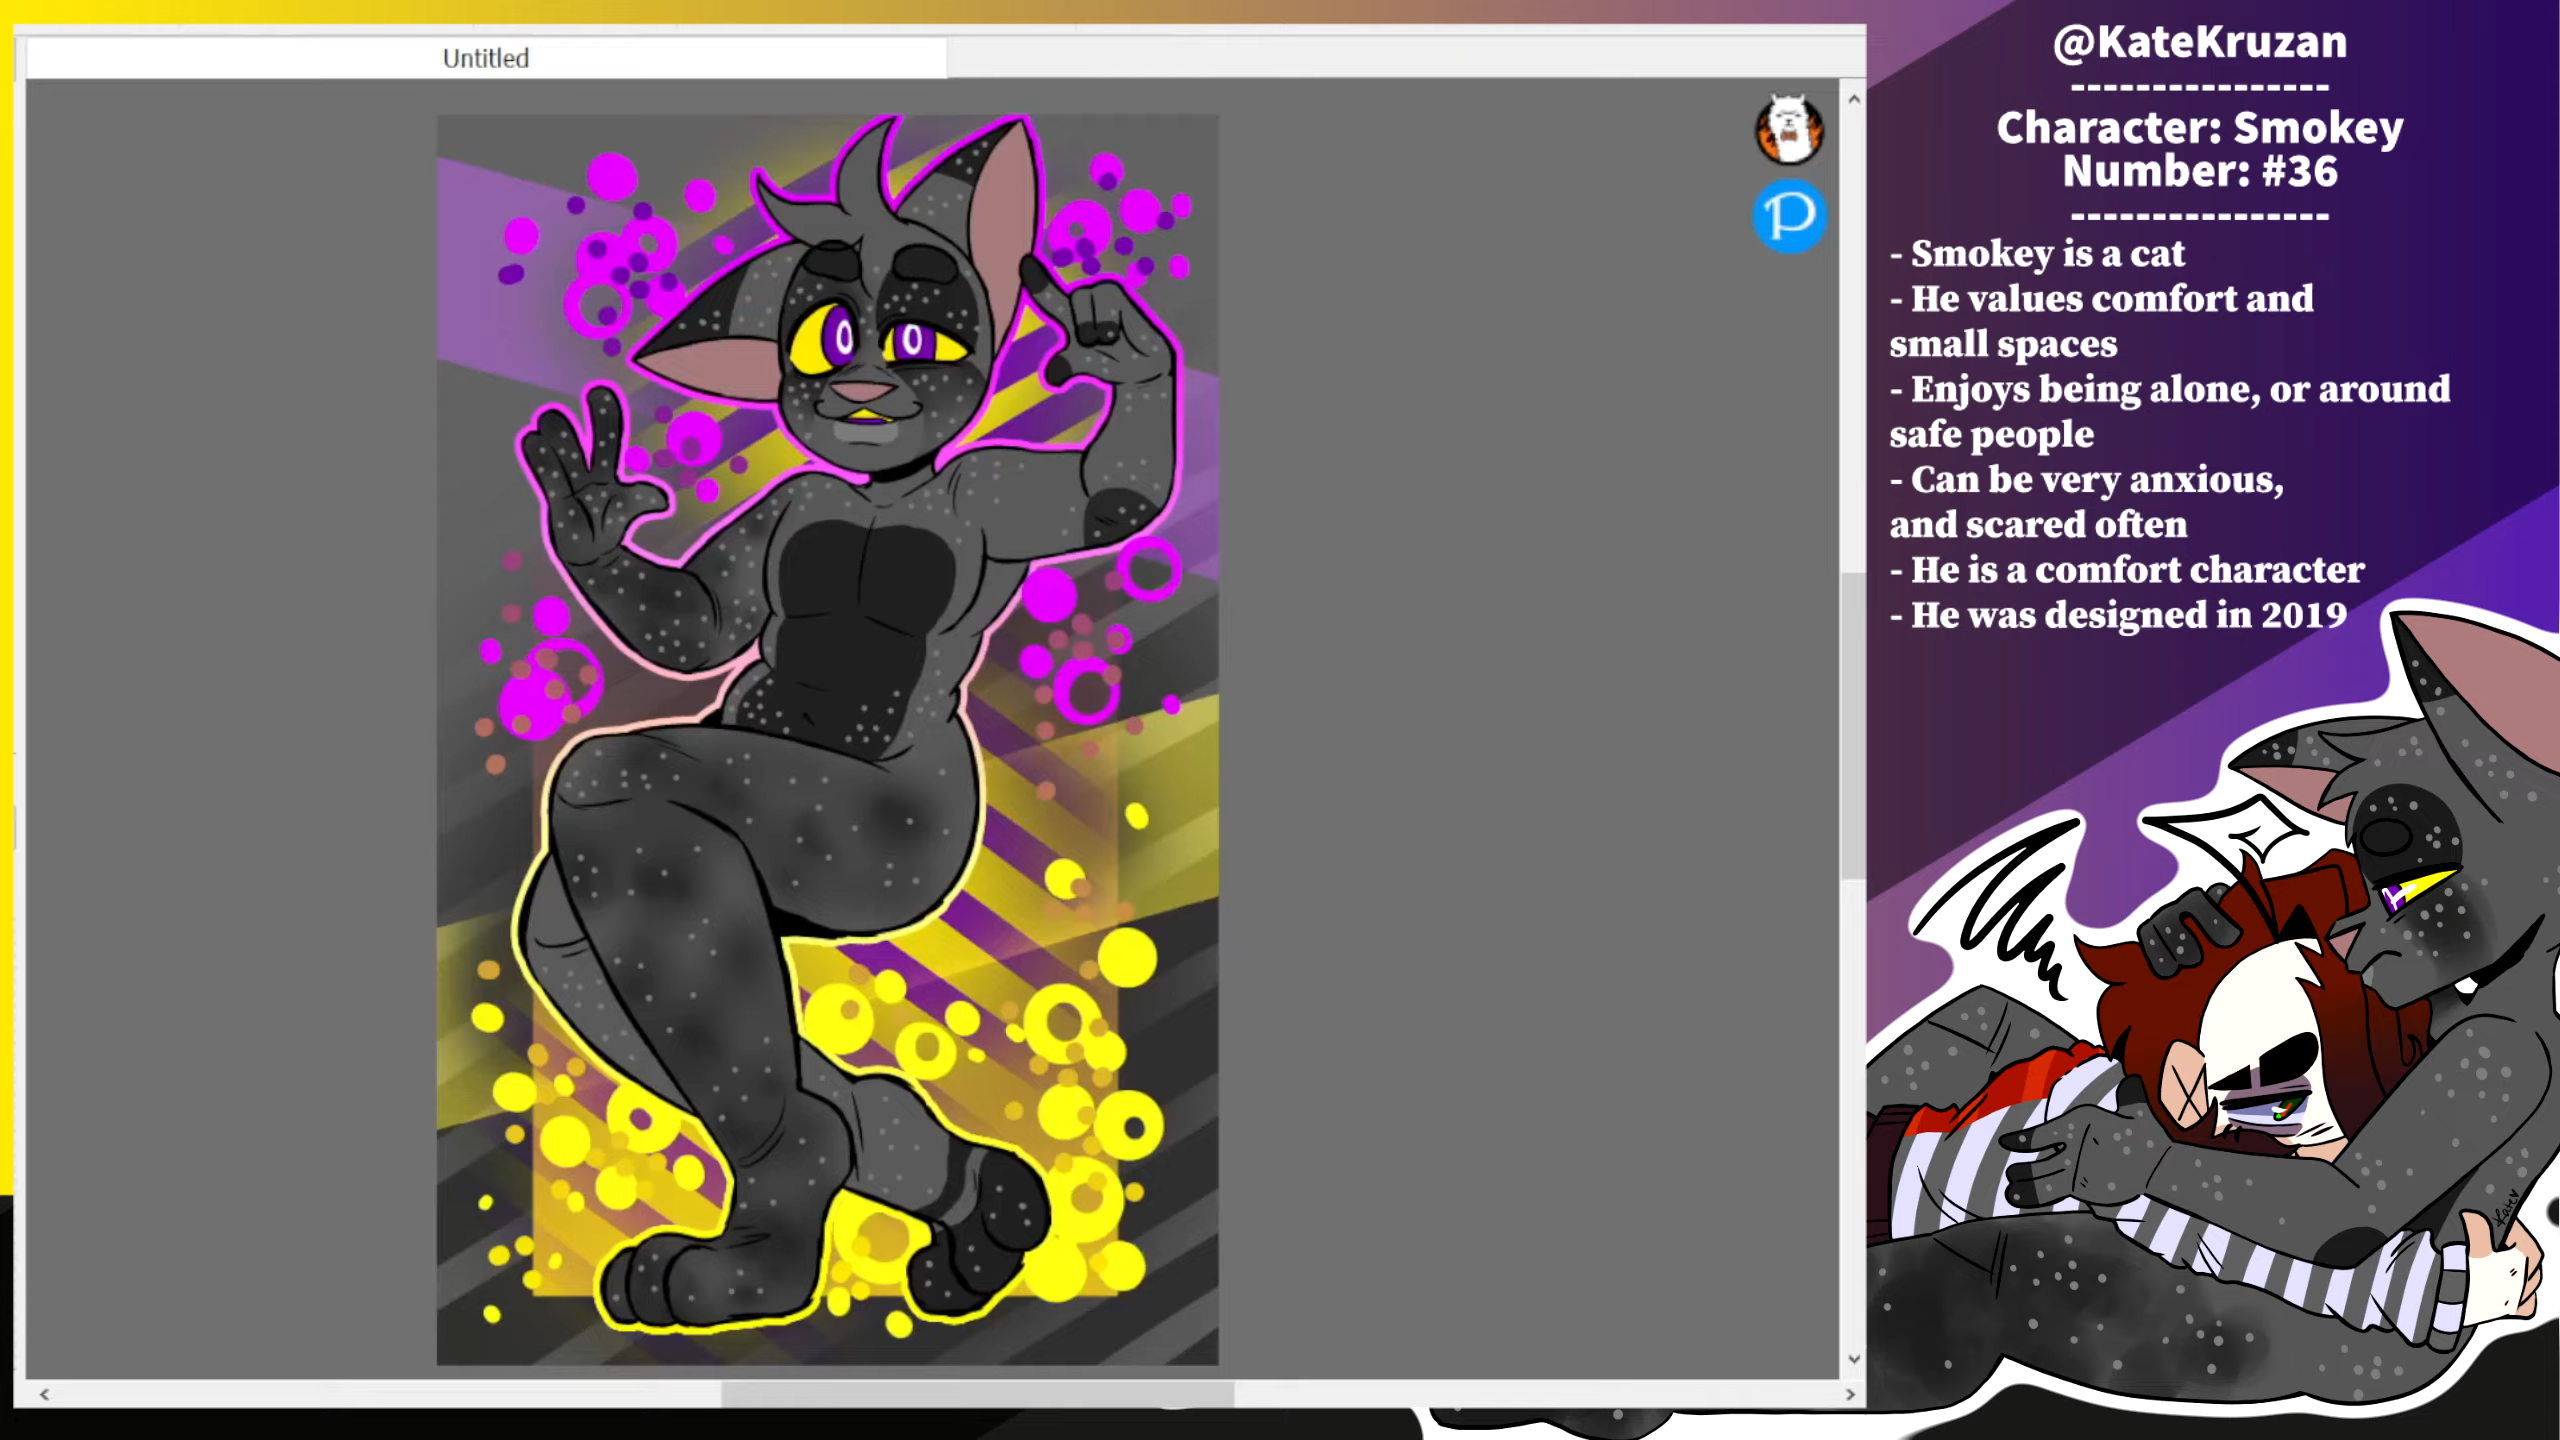 Untitled
@KateKruzan
----------------
Character: Smokey
Number: #36
----------------
- Smokey is a cat
- He values comfort and
small spaces
- Enjoys being alone, or around
safe people
- Can be very anxious,
and scared often
- He is a comfort character
- He was designed in 2019